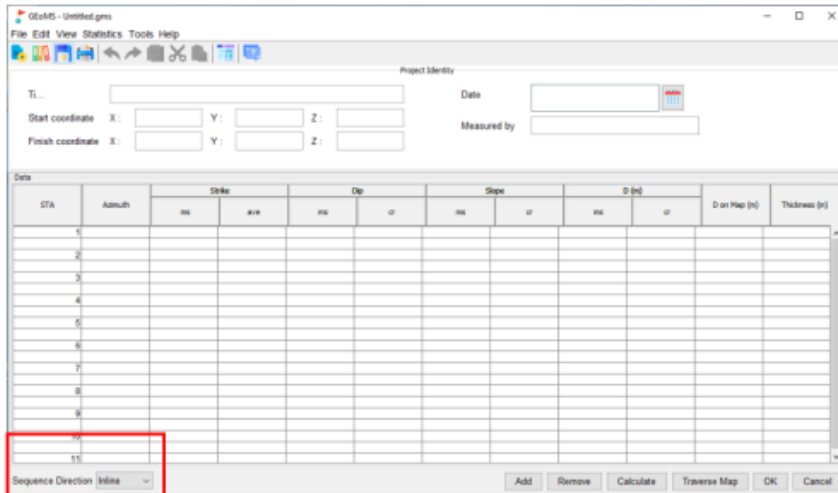 GEoMS - Untitled.gms
File Edit View Statistics Tools Help
Project Identity
Ti... Date
Start coordinate X : Y : Z :
Measured by
Finish coordinate X : Y : Z :
Data
STA Azimuth Strike Dip Slope D (m) D on Map (m) Thickness (m)
ms ave ms cr ms cr ms cr
1
2
3
4
5
6
7
8
9
10
11
Sequence Direction Inline Add Remove Calculate Traverse Map OK Cancel